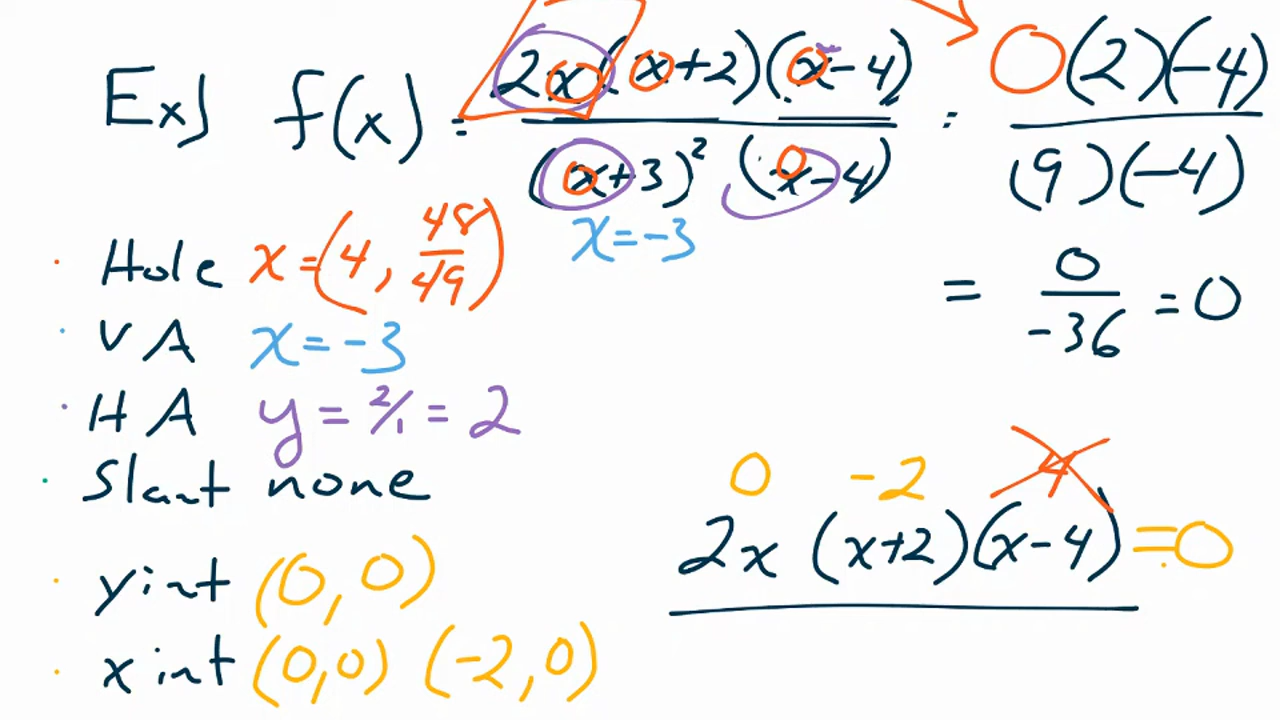 Ex) f(x) = 2x(x+2)(x-4) / (x+3)² (x-4) = 0(2)(-4) / (9)(-4)
x=-3
= 0/-36 = 0
Hole x=(4, 48/49)
VA x=-3
HA y = 2/1 = 2
Slant none
0 -2 4
2x (x+2)(x-4) =0
y int (0,0)
x int (0,0) (-2,0)